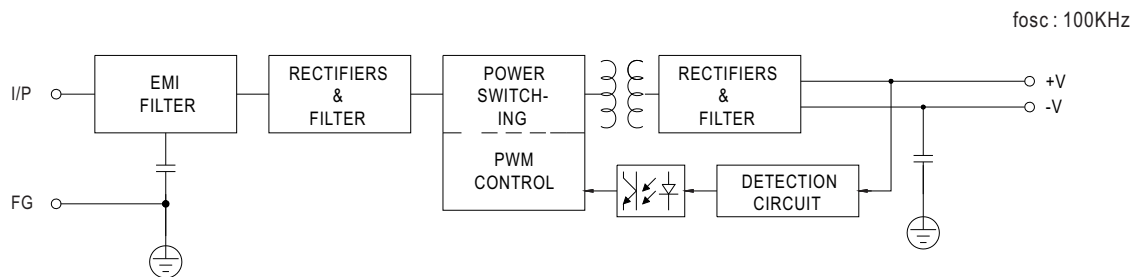 fosc : 100KHz
I/P
EMI
FILTER
RECTIFIERS
&
FILTER
POWER
SWITCH-
ING
RECTIFIERS
&
FILTER
+V
-V
PWM
CONTROL
DETECTION
CIRCUIT
FG